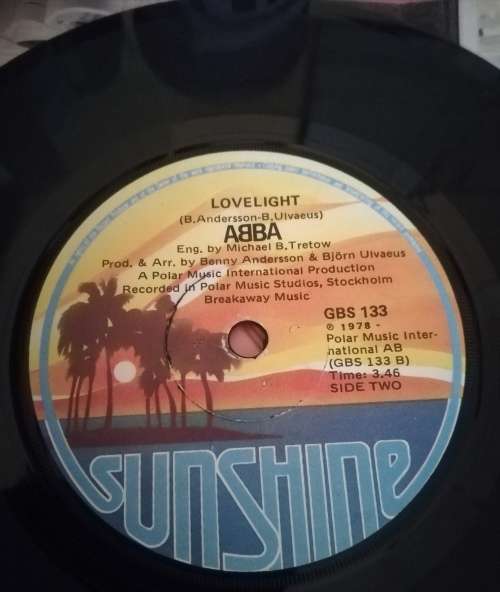 LOVELIGHT
(B.Andersson-B.Ulvaeus)
ABBA
Eng. by Michael B.Tretow
Prod. & Arr. by Benny Andersson & Björn Ulvaeus
A Polar Music International Production
Recorded in Polar Music Studios, Stockholm
Breakaway Music
GBS 133
℗ 1978 -
Polar Music Inter-
national AB
(GBS 133 B)
Time: 3.46
SIDE TWO
SUNSHINE